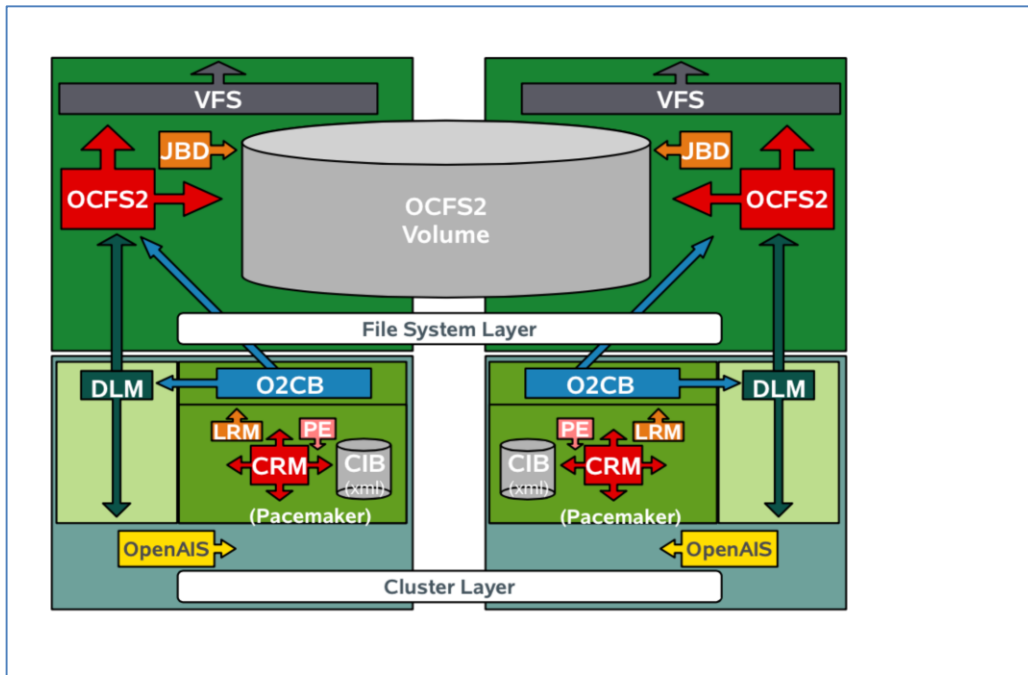 VFS
VFS
JBD
JBD
OCFS2
OCFS2
OCFS2
Volume
File System Layer
DLM
O2CB
O2CB
DLM
LRM
PE
PE
LRM
CRM
CIB
(xml)
CIB
(xml)
CRM
(Pacemaker)
(Pacemaker)
OpenAIS
OpenAIS
Cluster Layer